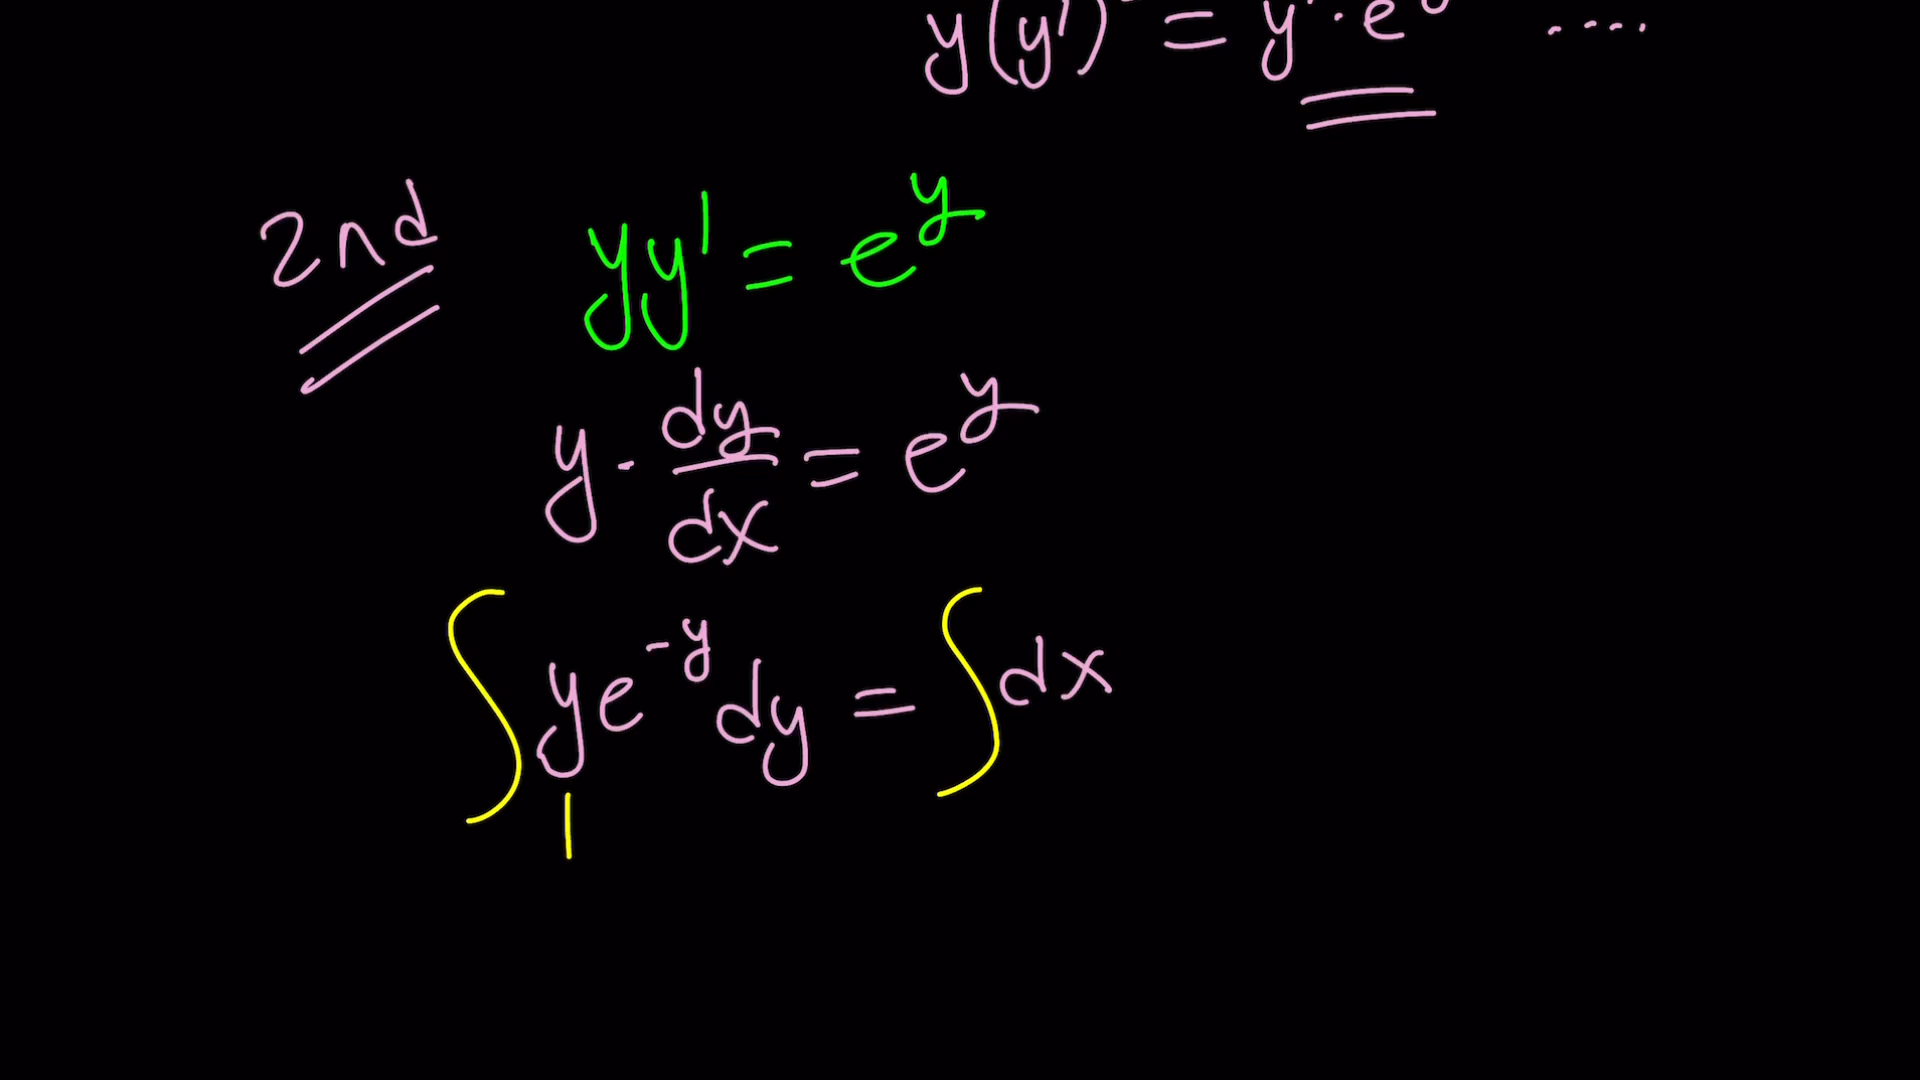 y(y') = y' · e ....
2nd yy' = e^y
y · dy/dx = e^y
∫ ye^-y dy = ∫ dx